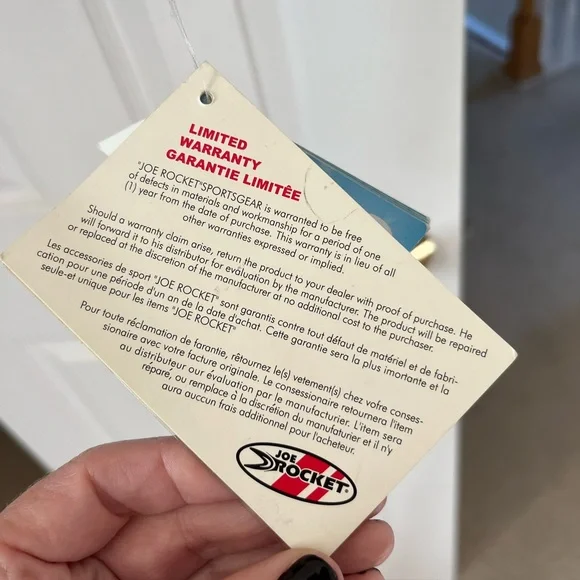 LIMITED
WARRANTY
GARANTIE LIMITÊE
"JOE ROCKET"SPORTSGEAR is warranted to be free
of defects in materials and workmanship for a period of one
(1) year from the date of purchase. This warranty is in lieu of all
other warranties expressed or implied.
Should a warranty claim arise, return the product to your dealer with proof of purchase. He
will forward it to his distributor for evaluation by the manufacturer. The product will be repaired
or replaced at the discretion of the manufacturer at no additional cost to the purchaser.
Les accessories de sport "JOE ROCKET" sont garantis contre tout défaut de matériel et de fabri-
cation pour une période d'un an de la date d'achat. Cette garantie sera la plus imortante et la
seule-et unique pour les items "JOE ROCKET"
Pour toute réclamation de farantie, rétournez le(s) vetement(s) chez votre conses-
sionaire avec votre facture originale. Le consessionaire retournera l'item
au distributeur our évaluation par le manufacturier. L'item sera
réparé, ou remplace à la discrétion du manufaturier et il n'y
aura auccun frais additionnel pour l'acheteur.
JOE
ROCKET